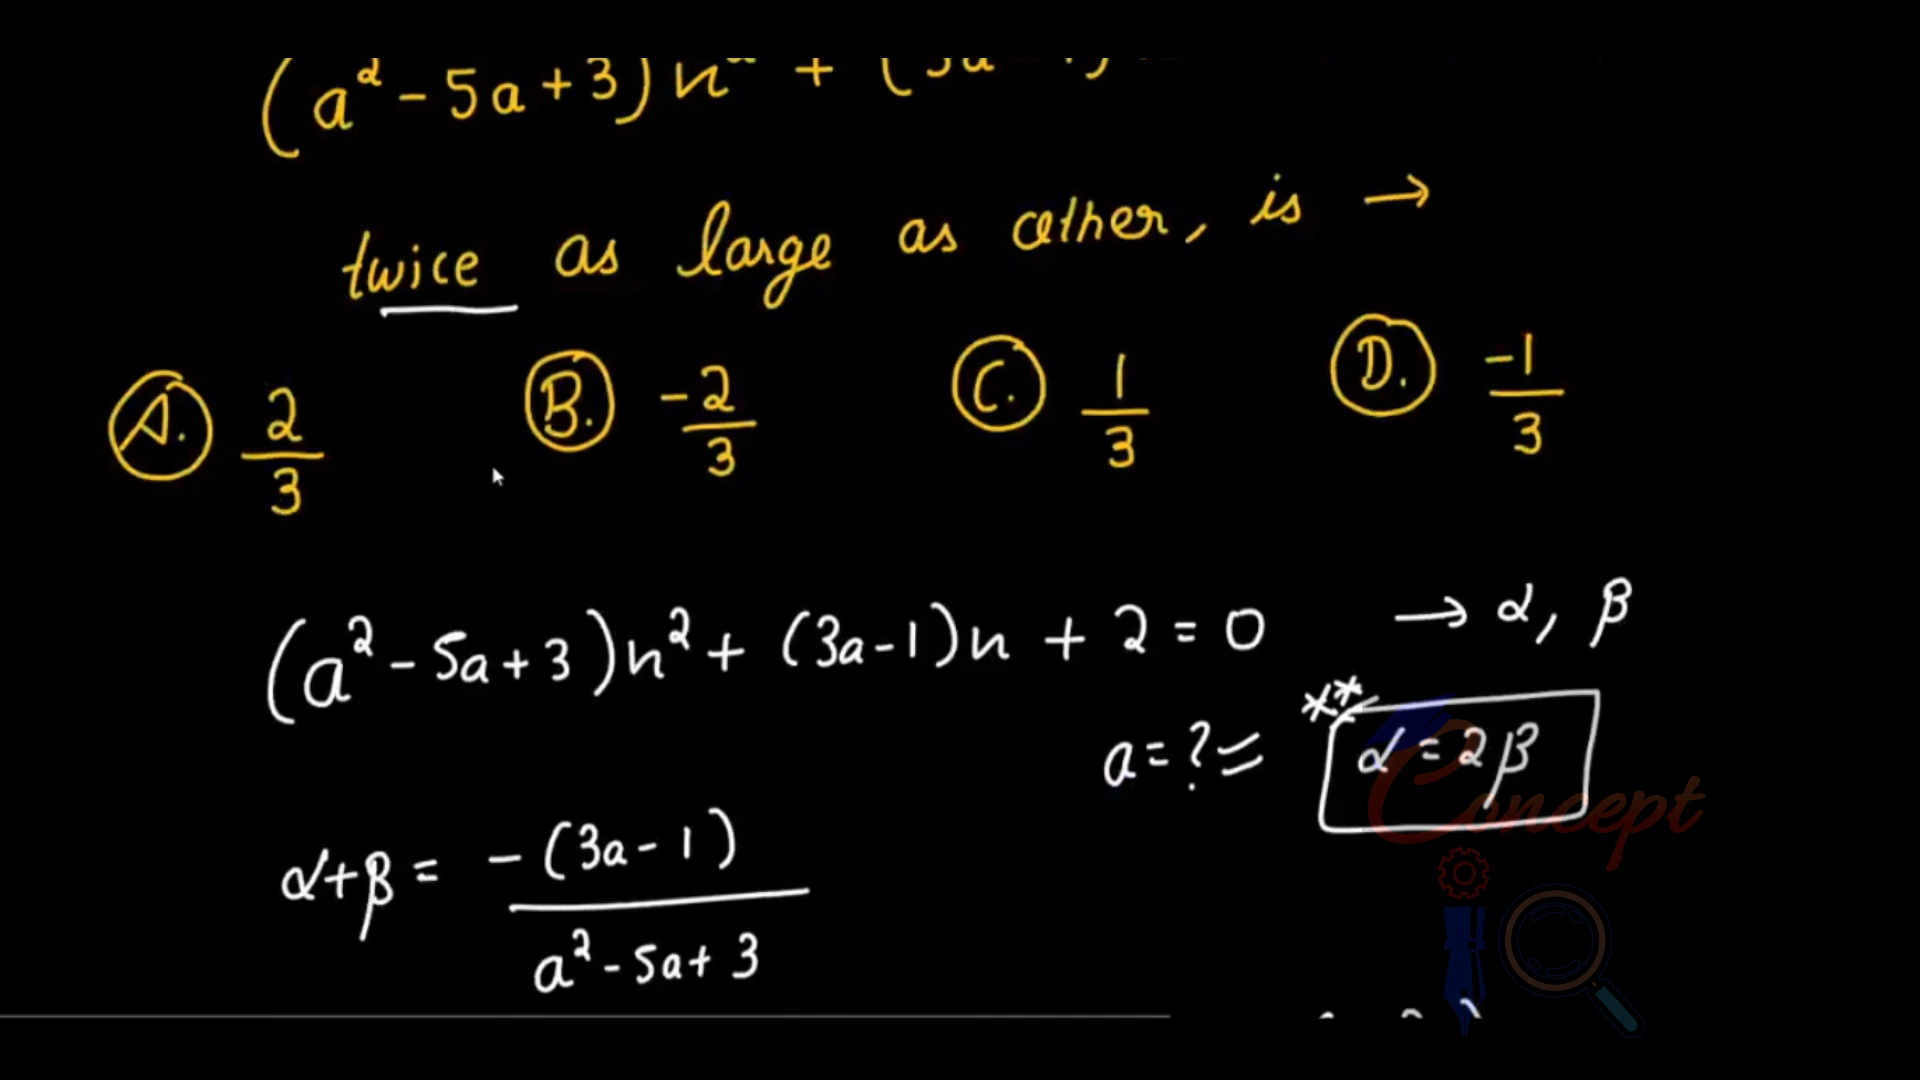 (a² - 5a + 3) x² + (3a
twice as large as other, is →
A. 2/3 B. -2/3 C. 1/3 D. -1/3
(a² - 5a + 3)x² + (3a - 1)x + 2 = 0 → α, β
a = ? ** α = 2β
Concept
α + β = -(3a - 1) / a² - 5a + 3